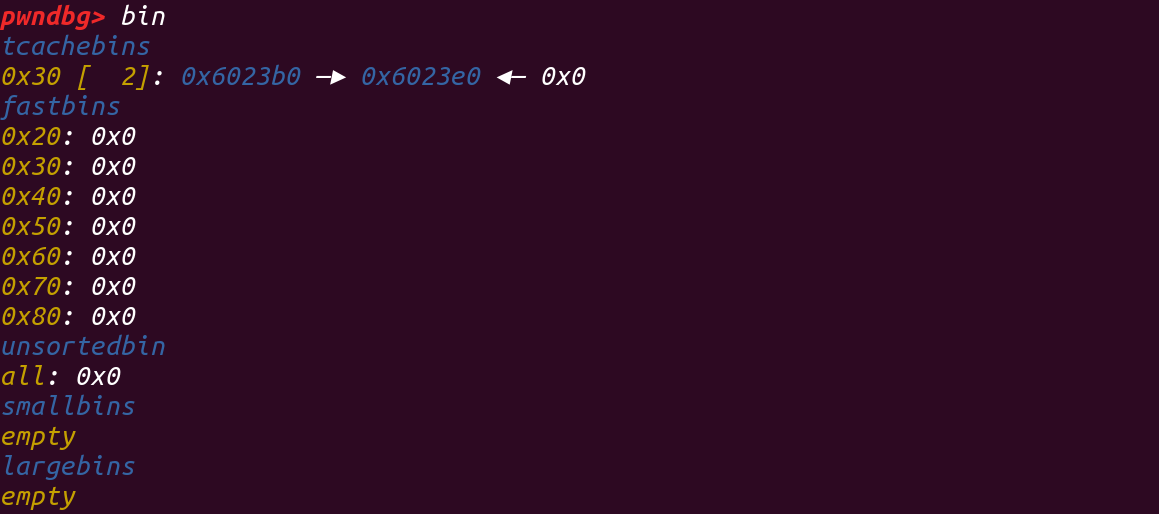 pwndbg> bin
tcachebins
0x30 [  2]: 0x6023b0 —▸ 0x6023e0 ◂— 0x0
fastbins
0x20: 0x0
0x30: 0x0
0x40: 0x0
0x50: 0x0
0x60: 0x0
0x70: 0x0
0x80: 0x0
unsortedbin
all: 0x0
smallbins
empty
largebins
empty